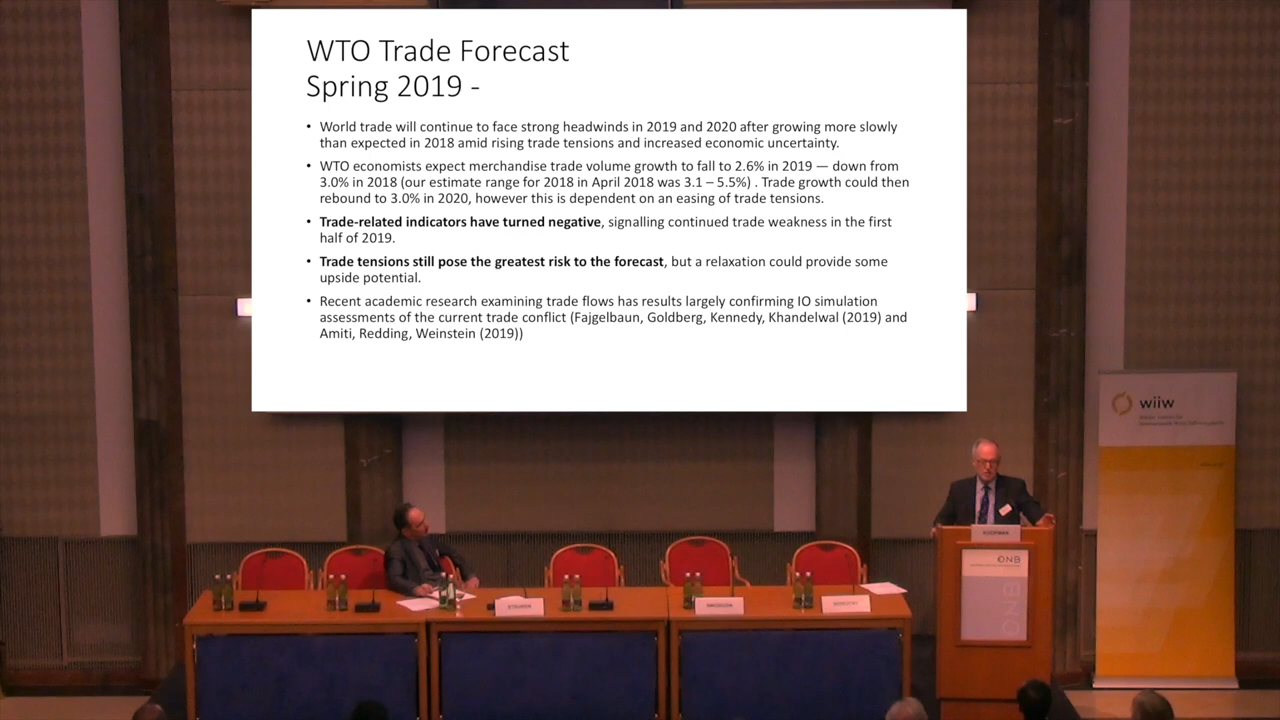 WTO Trade Forecast
Spring 2019 -
• World trade will continue to face strong headwinds in 2019 and 2020 after growing more slowly
than expected in 2018 amid rising trade tensions and increased economic uncertainty.
• WTO economists expect merchandise trade volume growth to fall to 2.6% in 2019 — down from
3.0% in 2018 (our estimate range for 2018 in April 2018 was 3.1 – 5.5%) . Trade growth could then
rebound to 3.0% in 2020, however this is dependent on an easing of trade tensions.
• Trade-related indicators have turned negative, signalling continued trade weakness in the first
half of 2019.
• Trade tensions still pose the greatest risk to the forecast, but a relaxation could provide some
upside potential.
• Recent academic research examining trade flows has results largely confirming IO simulation
assessments of the current trade conflict (Fajgelbaun, Goldberg, Kennedy, Khandelwal (2019) and
Amiti, Redding, Weinstein (2019))
wiiw
KOOPMAN
ONB